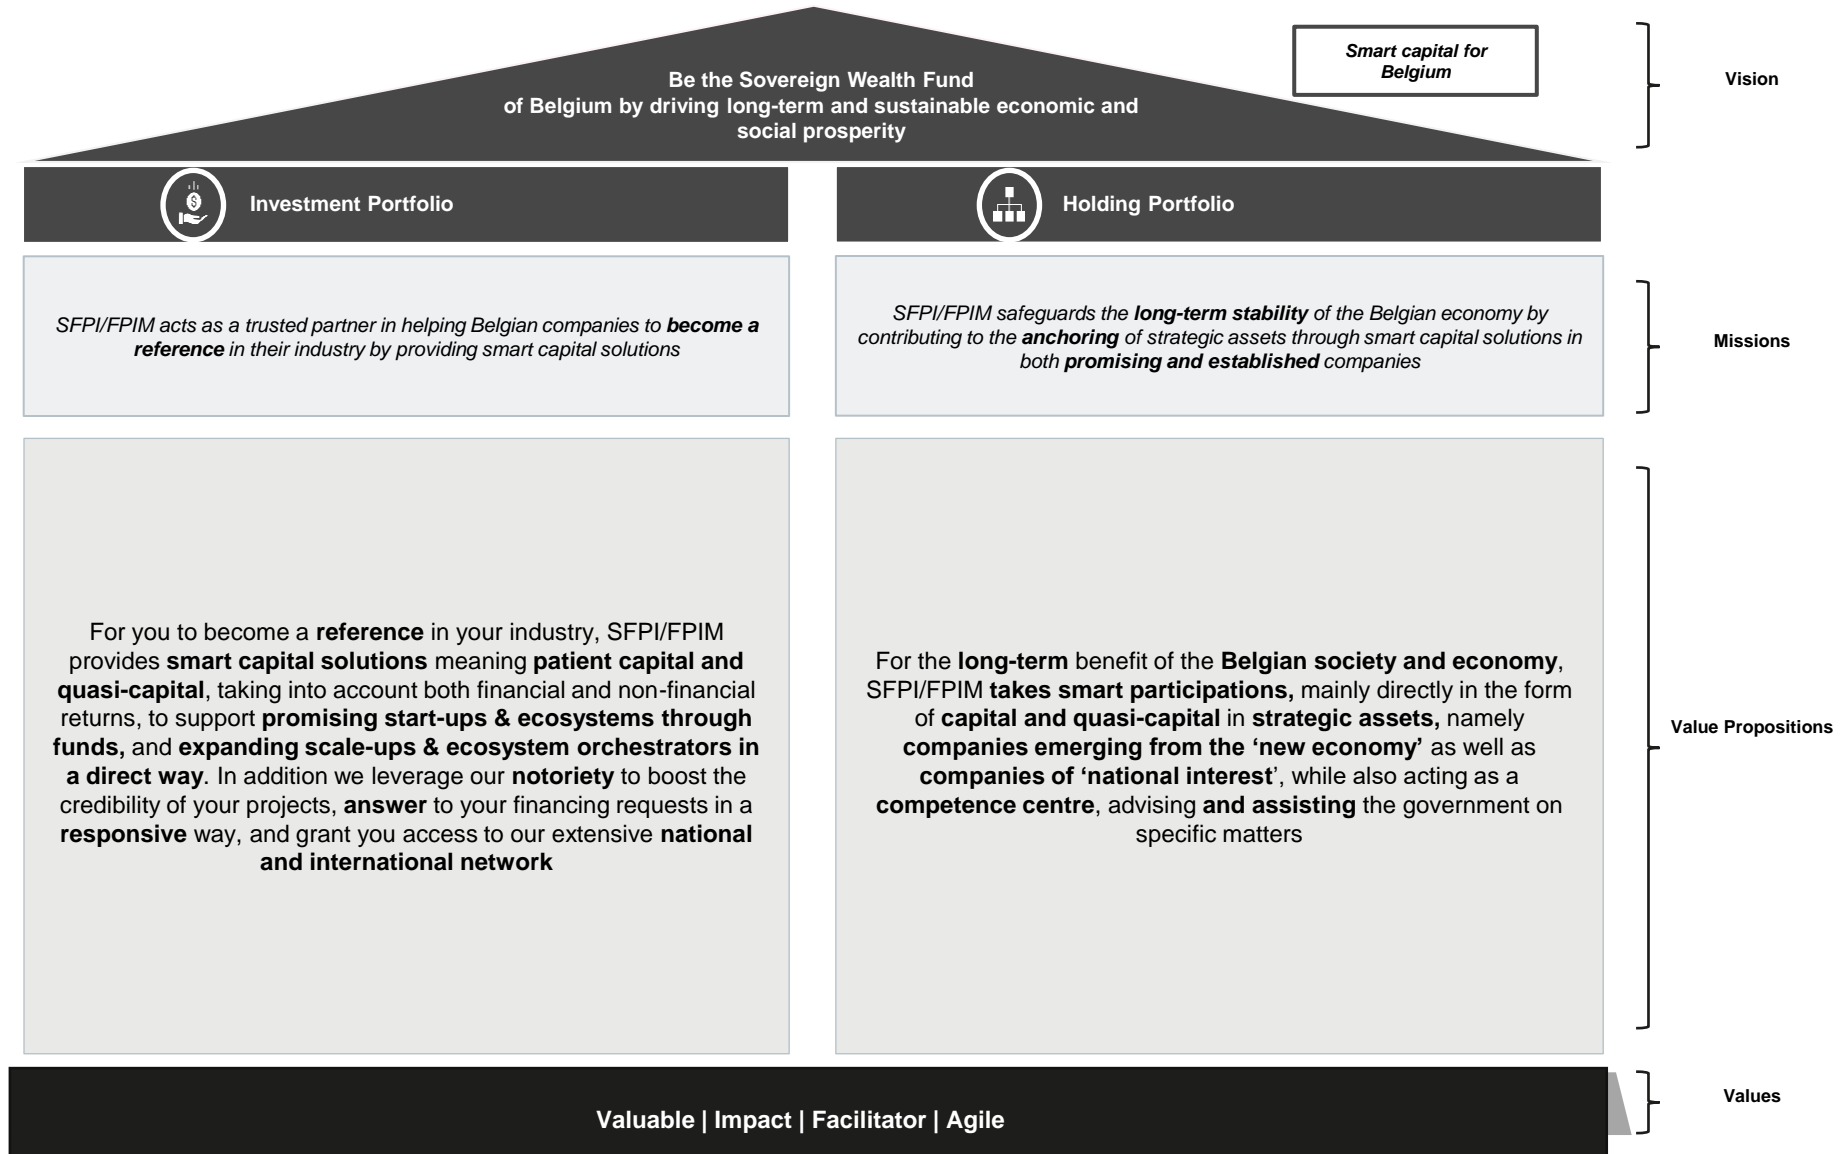 Smart capital for
Belgium
Vision
Be the Sovereign Wealth Fund
of Belgium by driving long-term and sustainable economic and
social prosperity
Investment Portfolio
Holding Portfolio
SFPI/FPIM acts as a trusted partner in helping Belgian companies to become a
reference in their industry by providing smart capital solutions
SFPI/FPIM safeguards the long-term stability of the Belgian economy by
contributing to the anchoring of strategic assets through smart capital solutions in
both promising and established companies
Missions
For you to become a reference in your industry, SFPI/FPIM
provides smart capital solutions meaning patient capital and
quasi-capital, taking into account both financial and non-financial
returns, to support promising start-ups & ecosystems through
funds, and expanding scale-ups & ecosystem orchestrators in
a direct way. In addition we leverage our notoriety to boost the
credibility of your projects, answer to your financing requests in a
responsive way, and grant you access to our extensive national
and international network
For the long-term benefit of the Belgian society and economy,
SFPI/FPIM takes smart participations, mainly directly in the form
of capital and quasi-capital in strategic assets, namely
companies emerging from the ‘new economy’ as well as
companies of ‘national interest’, while also acting as a
competence centre, advising and assisting the government on
specific matters
Value Propositions
Valuable | Impact | Facilitator | Agile
Values